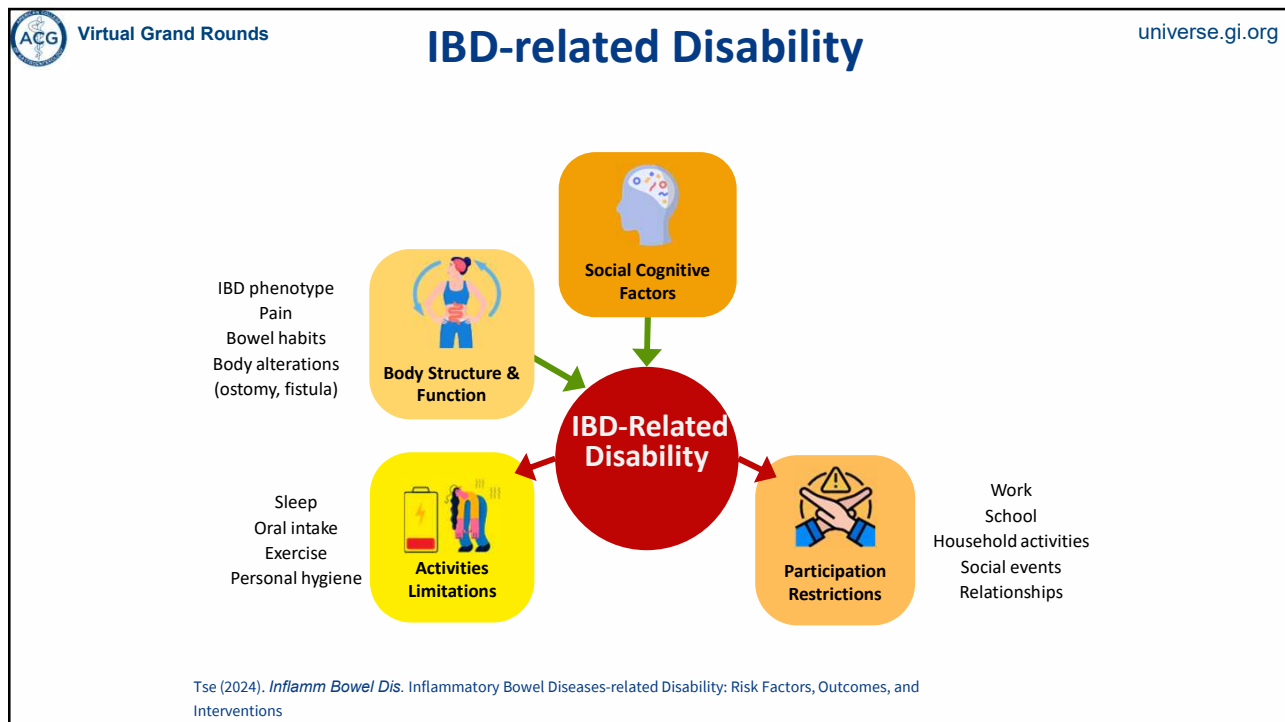 ACG
Virtual Grand Rounds
IBD-related Disability
universe.gi.org
Social Cognitive
Factors
IBD phenotype
Pain
Bowel habits
Body alterations
(ostomy, fistula)
Body Structure &
Function
IBD-Related
Disability
Sleep
Oral intake
Exercise
Personal hygiene
Activities
Limitations
Participation
Restrictions
Work
School
Household activities
Social events
Relationships
Tse (2024). Inflamm Bowel Dis. Inflammatory Bowel Diseases-related Disability: Risk Factors, Outcomes, and
Interventions